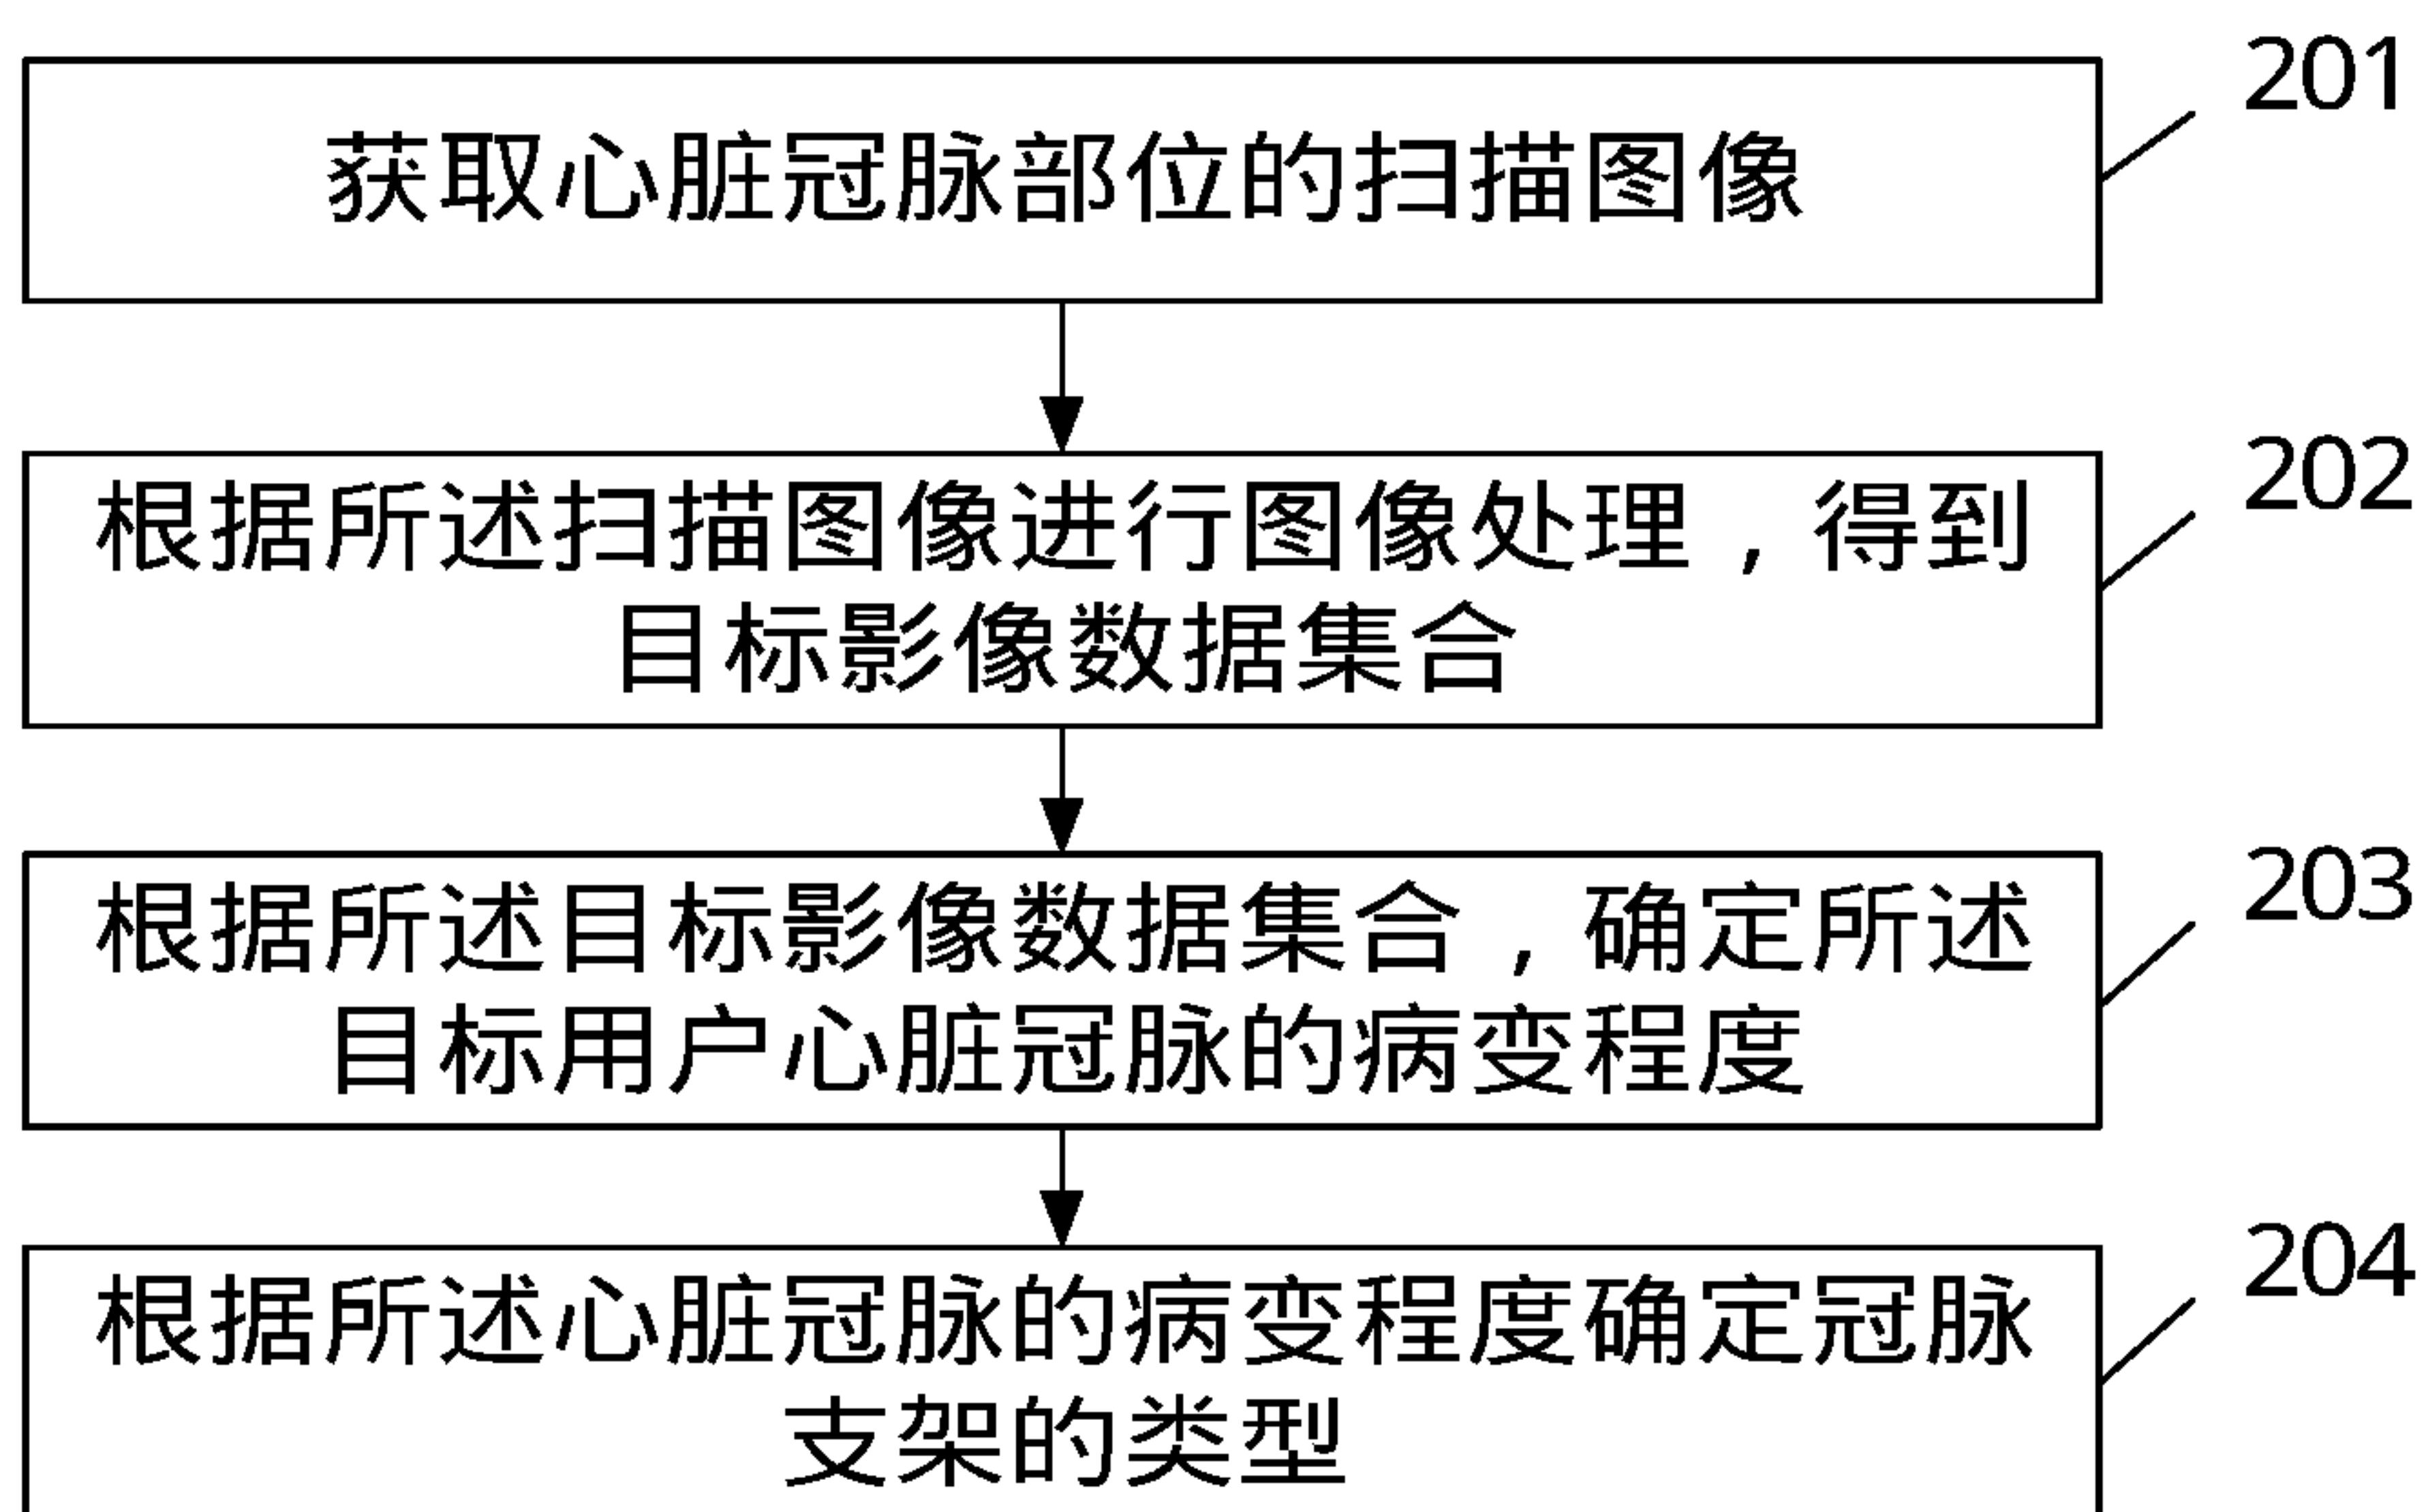 201
获取心脏冠脉部位的扫描图像
202
根据所述扫描图像进行图像处理，得到
目标影像数据集合
203
根据所述目标影像数据集合，确定所述
目标用户心脏冠脉的病变程度
204
根据所述心脏冠脉的病变程度确定冠脉
支架的类型